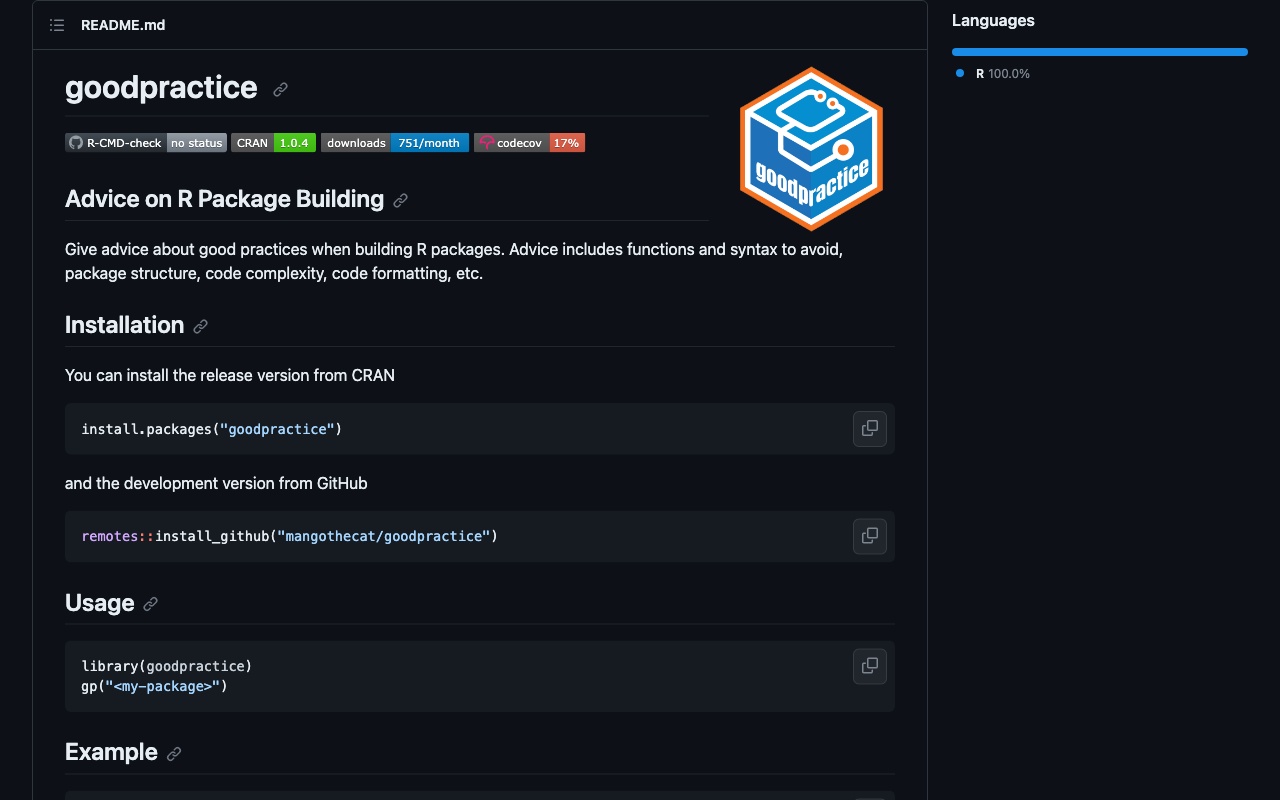 README.md
Languages
R 100.0%
goodpractice
R-CMD-check no status CRAN 1.0.4 downloads 751/month codecov 17%
goodpractice
Advice on R Package Building
Give advice about good practices when building R packages. Advice includes functions and syntax to avoid,
package structure, code complexity, code formatting, etc.
Installation
You can install the release version from CRAN
install.packages("goodpractice")
and the development version from GitHub
remotes::install_github("mangothecat/goodpractice")
Usage
library(goodpractice)
gp("<my-package>")
Example